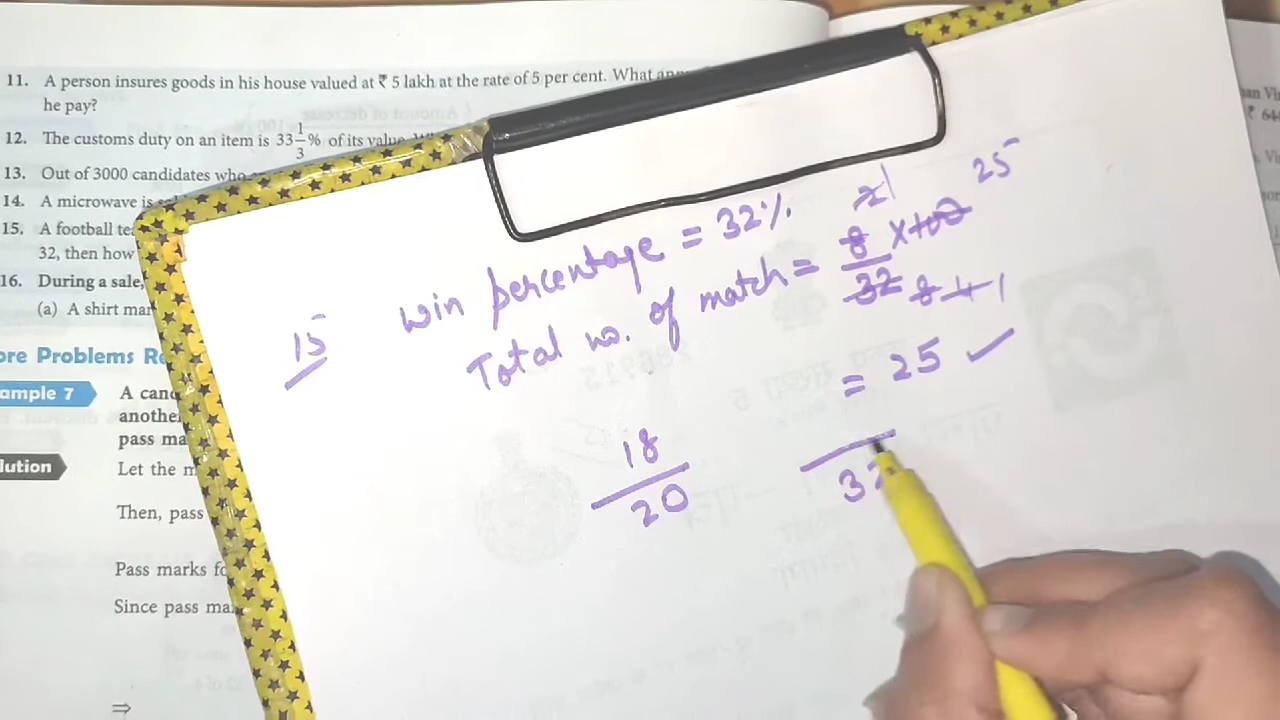 11. A person insures goods in his house valued at ₹ 5 lakh at the rate of 5 per cent. What
he pay?
12. The customs duty on an item is 33 1/3 % of its value.
13. Out of 3000 candidates who
14. A microwave is
15. A football te
32, then how
16. During a sale,
(a) A shirt mar
ore Problems Re
ample 7 A cand
another
pass ma
lution Let the m
Then, pass
Pass marks fo
Since pass ma
⇒
15 win percentage = 32%
Total no. of match = 8/32 × 100 25
= 25 ✓
18/20
32
₹ 64